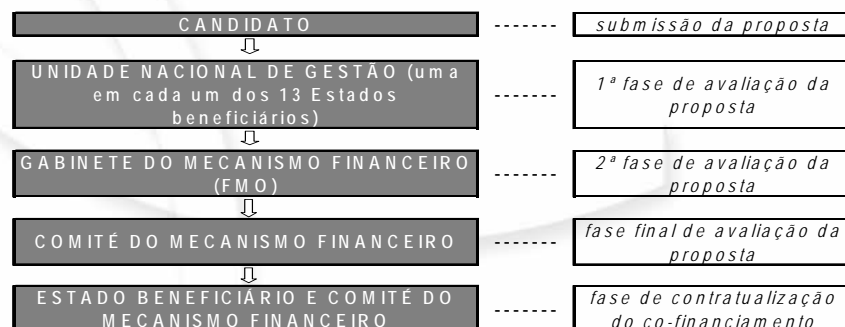 CANDIDATO ------- submissão da proposta
UNIDADE NACIONAL DE GESTÃO (uma
em cada um dos 13 Estados
beneficiários)
------- 1ª fase de avaliação da
proposta
GABINETE DO MECANISMO FINANCEIRO
(FMO)
------- 2ª fase de avaliação da
proposta
COMITÉ DO MECANISMO FINANCEIRO
------- fase final de avaliação da
proposta
ESTADO BENEFICIÁRIO E COMITÉ DO
MECANISMO FINANCEIRO
------- fase de contratualização
do co-financiamento